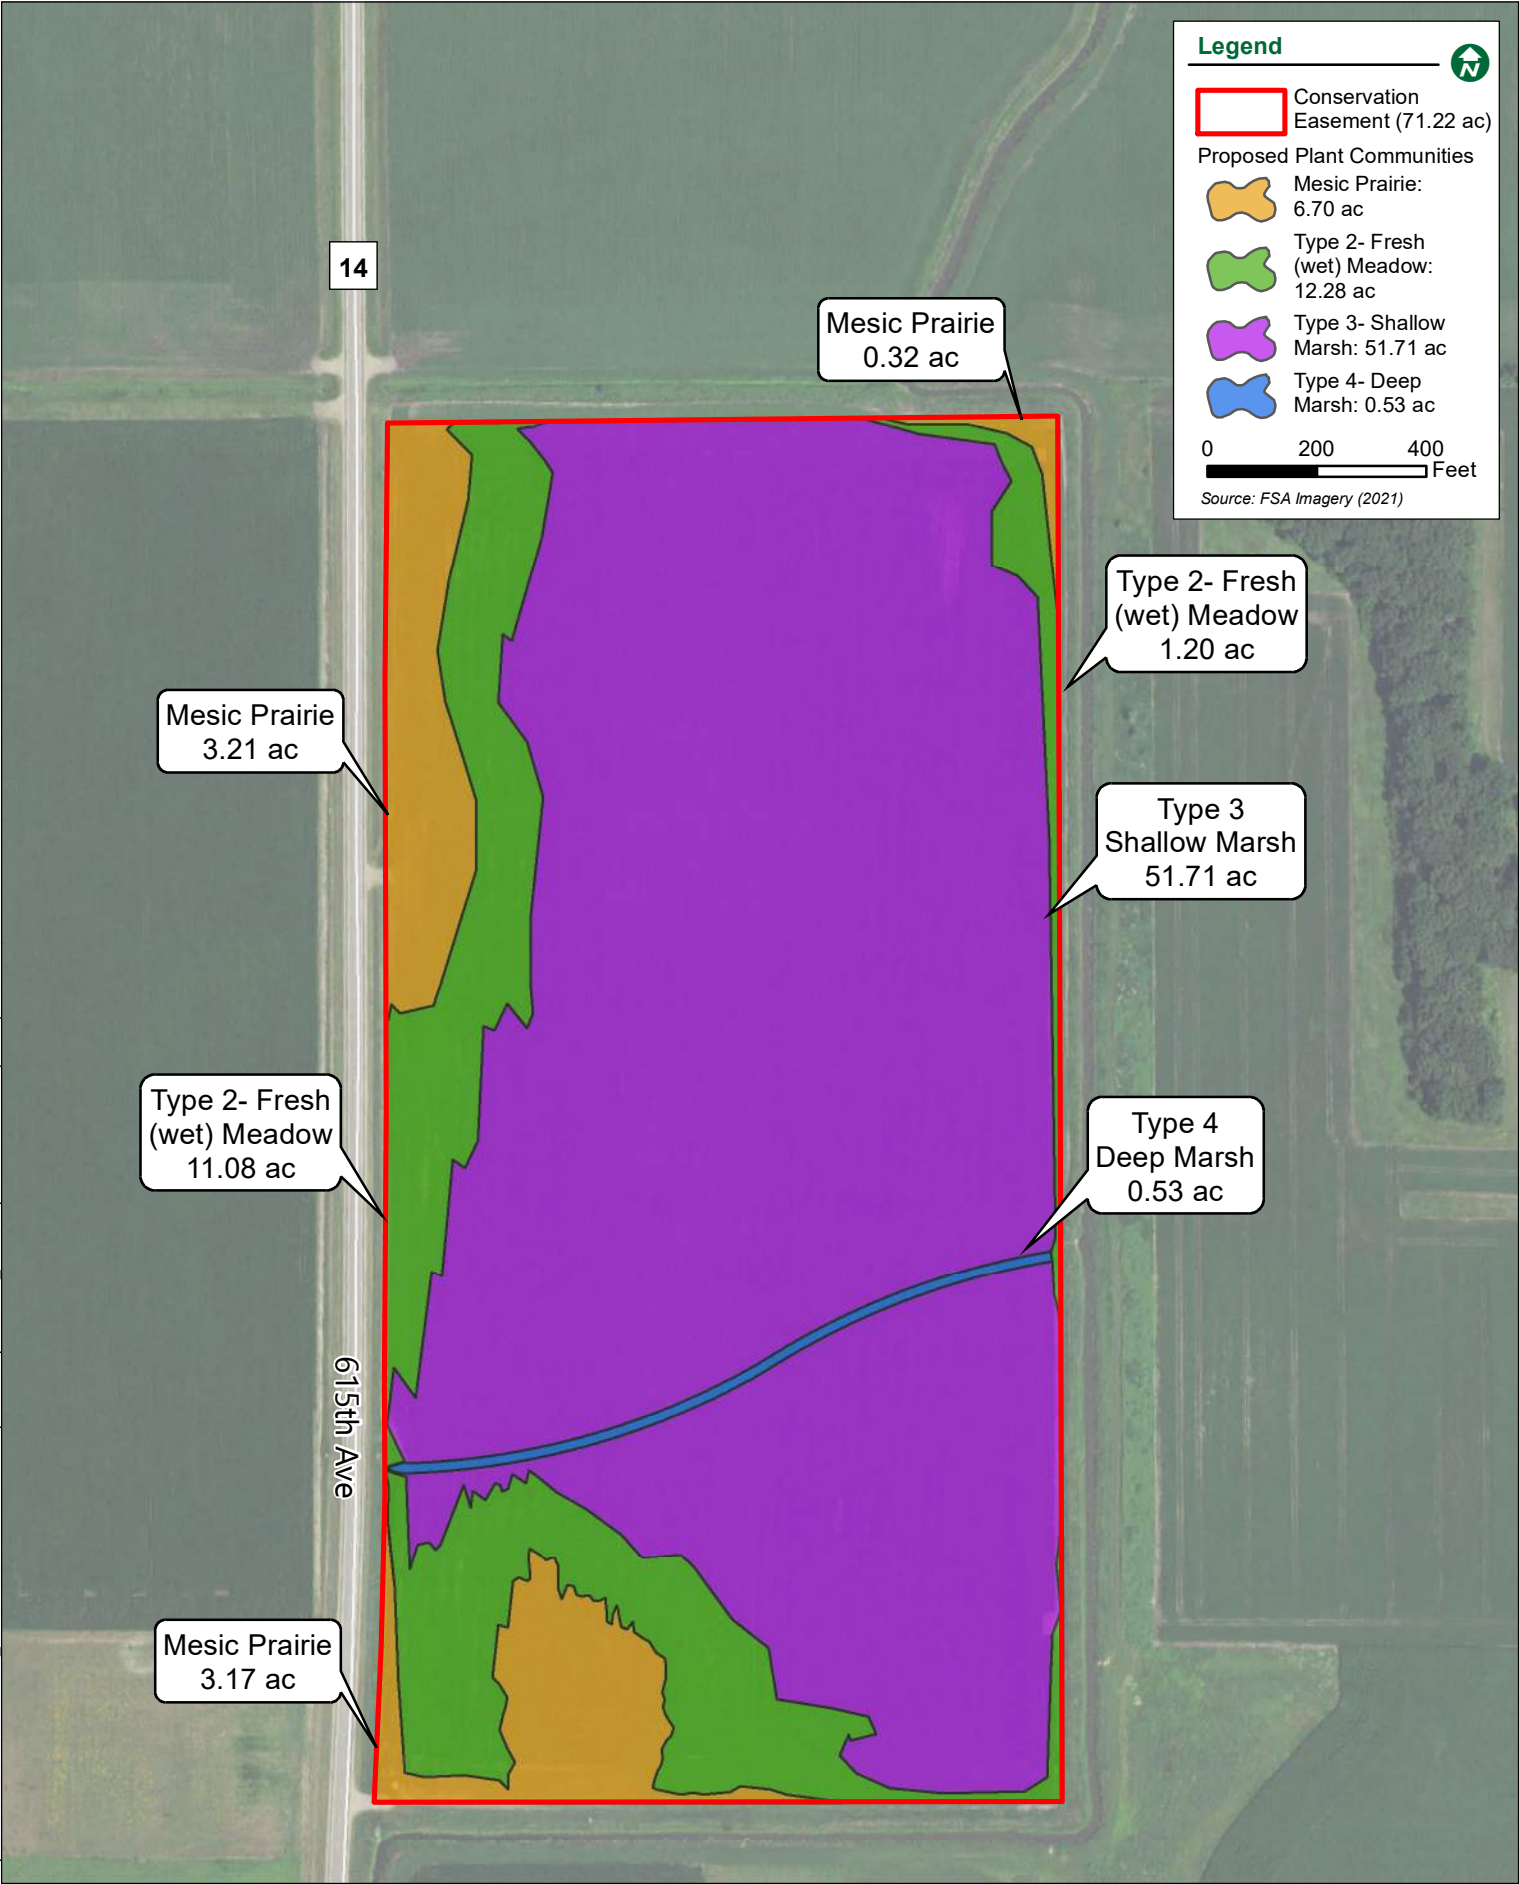 Legend
N
Conservation
Easement (71.22 ac)
Proposed Plant Communities
Mesic Prairie:
6.70 ac
Type 2- Fresh
(wet) Meadow:
12.28 ac
Type 3- Shallow
Marsh: 51.71 ac
Type 4- Deep
Marsh: 0.53 ac
0 200 400
Feet
Source: FSA Imagery (2021)
14
Mesic Prairie
0.32 ac
Type 2- Fresh
(wet) Meadow
1.20 ac
Mesic Prairie
3.21 ac
Type 3
Shallow Marsh
51.71 ac
Type 2- Fresh
(wet) Meadow
11.08 ac
Type 4
Deep Marsh
0.53 ac
615th Ave
Mesic Prairie
3.17 ac